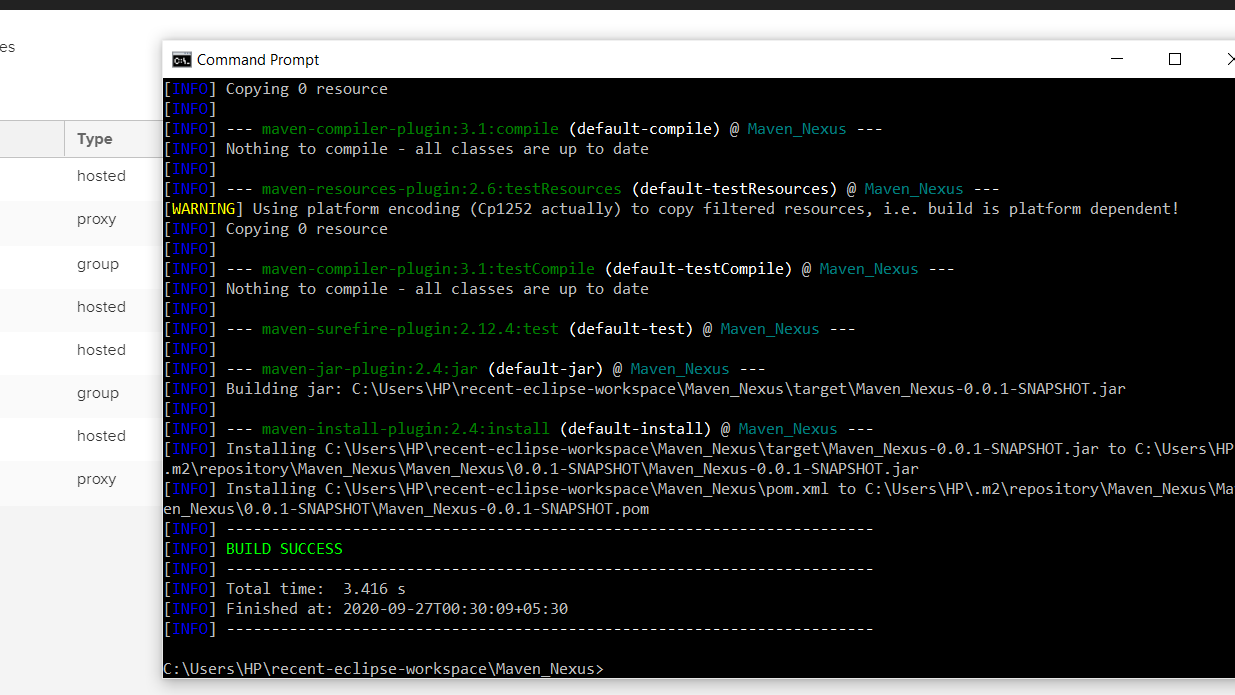 es
Type
hosted
proxy
group
hosted
hosted
group
hosted
proxy
Command Prompt
[INFO] Copying 0 resource
[INFO]
[INFO] --- maven-compiler-plugin:3.1:compile (default-compile) @ Maven_Nexus ---
[INFO] Nothing to compile - all classes are up to date
[INFO]
[INFO] --- maven-resources-plugin:2.6:testResources (default-testResources) @ Maven_Nexus ---
[WARNING] Using platform encoding (Cp1252 actually) to copy filtered resources, i.e. build is platform dependent!
[INFO] Copying 0 resource
[INFO]
[INFO] --- maven-compiler-plugin:3.1:testCompile (default-testCompile) @ Maven_Nexus ---
[INFO] Nothing to compile - all classes are up to date
[INFO]
[INFO] --- maven-surefire-plugin:2.12.4:test (default-test) @ Maven_Nexus ---
[INFO]
[INFO] --- maven-jar-plugin:2.4:jar (default-jar) @ Maven_Nexus ---
[INFO] Building jar: C:\Users\HP\recent-eclipse-workspace\Maven_Nexus\target\Maven_Nexus-0.0.1-SNAPSHOT.jar
[INFO]
[INFO] --- maven-install-plugin:2.4:install (default-install) @ Maven_Nexus ---
[INFO] Installing C:\Users\HP\recent-eclipse-workspace\Maven_Nexus\target\Maven_Nexus-0.0.1-SNAPSHOT.jar to C:\Users\HP
.m2\repository\Maven_Nexus\Maven_Nexus\0.0.1-SNAPSHOT\Maven_Nexus-0.0.1-SNAPSHOT.jar
[INFO] Installing C:\Users\HP\recent-eclipse-workspace\Maven_Nexus\pom.xml to C:\Users\HP\.m2\repository\Maven_Nexus\Ma
en_Nexus\0.0.1-SNAPSHOT\Maven_Nexus-0.0.1-SNAPSHOT.pom
[INFO] ------------------------------------------------------------------------
[INFO] BUILD SUCCESS
[INFO] ------------------------------------------------------------------------
[INFO] Total time:  3.416 s
[INFO] Finished at: 2020-09-27T00:30:09+05:30
[INFO] ------------------------------------------------------------------------
C:\Users\HP\recent-eclipse-workspace\Maven_Nexus>